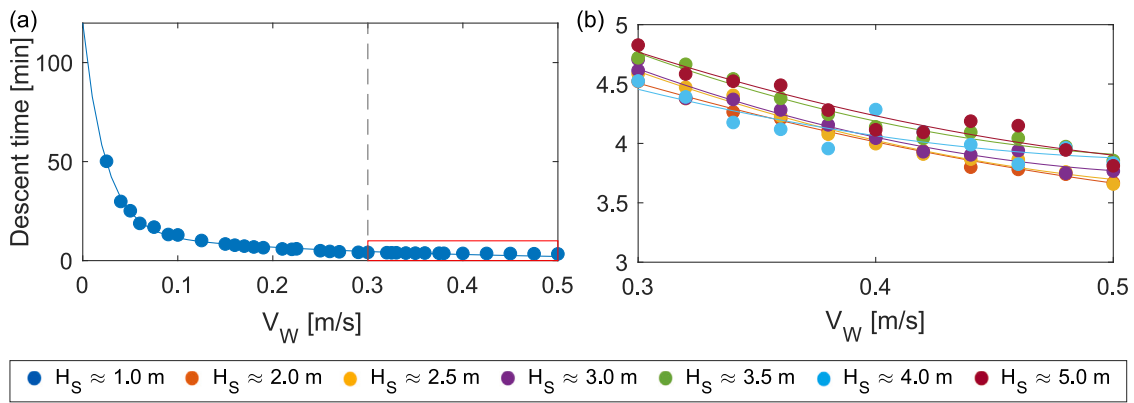 (a)
(b)
Descent time [min]
100
50
0
0
0.1
0.2
0.3
0.4
0.5
V_W [m/s]
5
4.5
4
3.5
3
0.3
0.4
0.5
V_W [m/s]
H_S ≈ 1.0 m H_S ≈ 2.0 m H_S ≈ 2.5 m H_S ≈ 3.0 m H_S ≈ 3.5 m H_S ≈ 4.0 m H_S ≈ 5.0 m